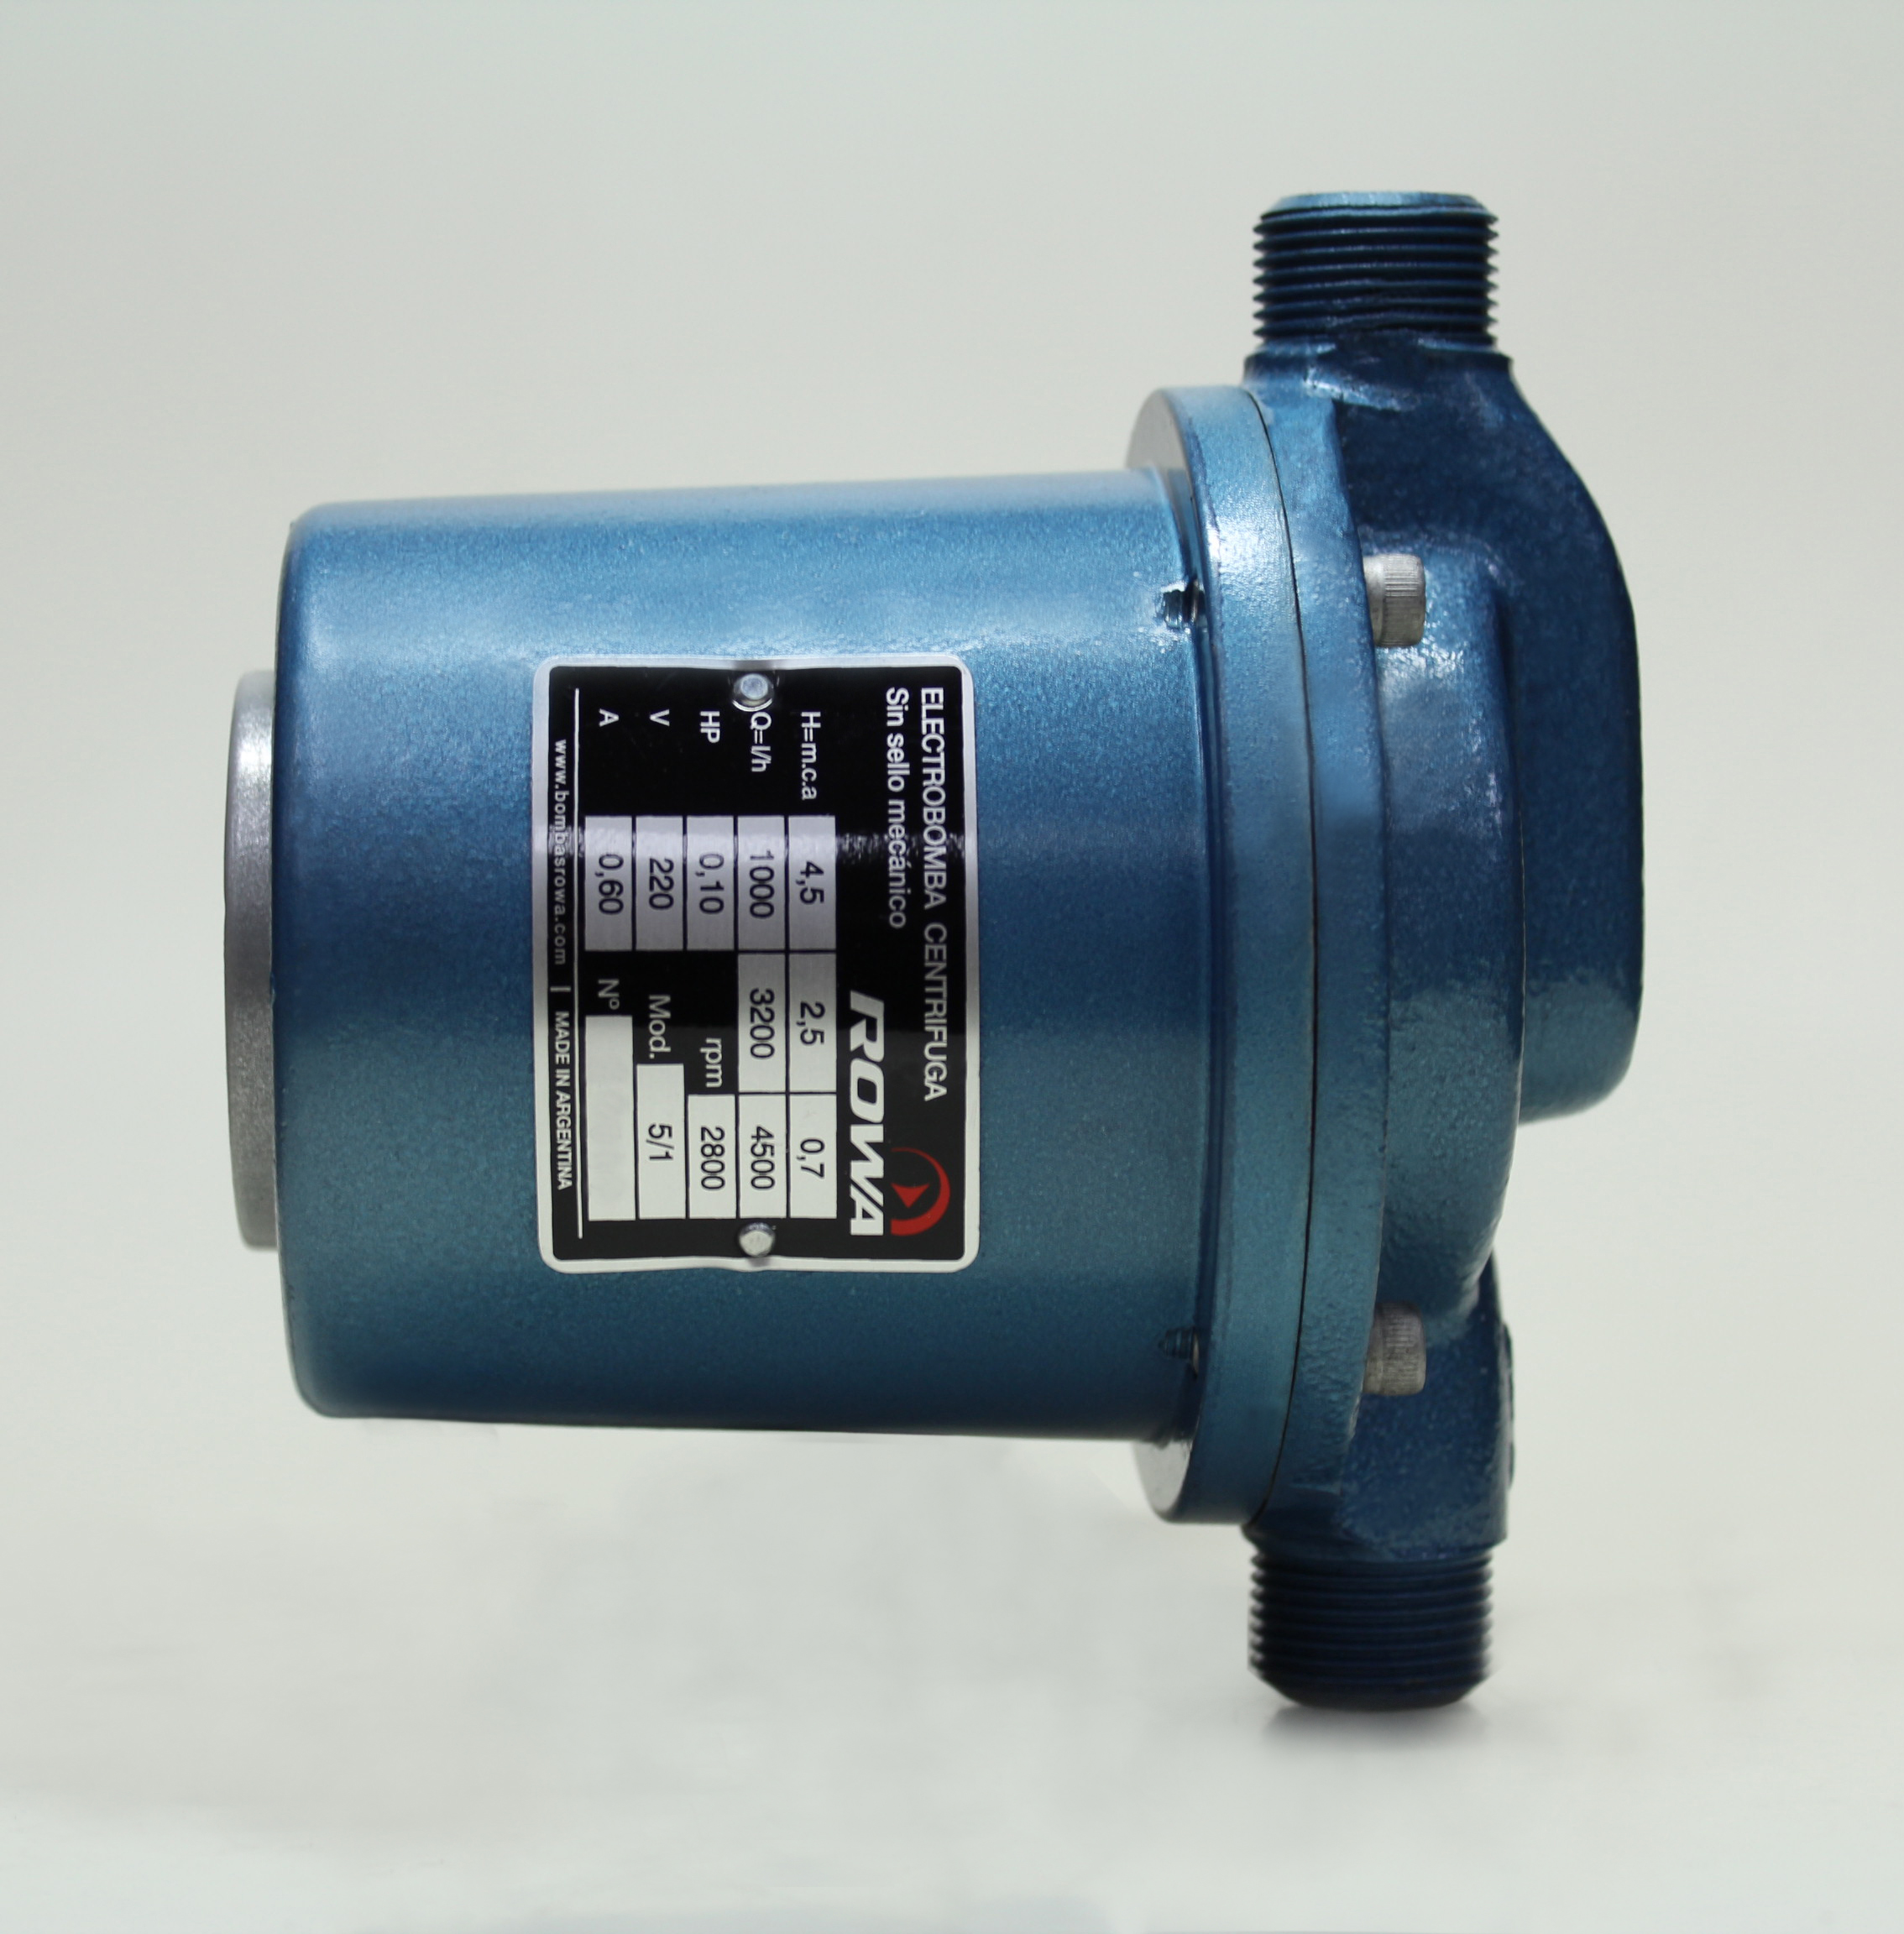 ELECTROBOMBA CENTRIFUGA
Sin sello mecánico
ROWA
H=m.c.a 4,5 2,5 0,7
Q=l/h 1000 3200 4500
HP 0,10 rpm 2800
V 220 Mod. 5/1
A 0,60 Nº
www.bombasrowa.com | MADE IN ARGENTINA